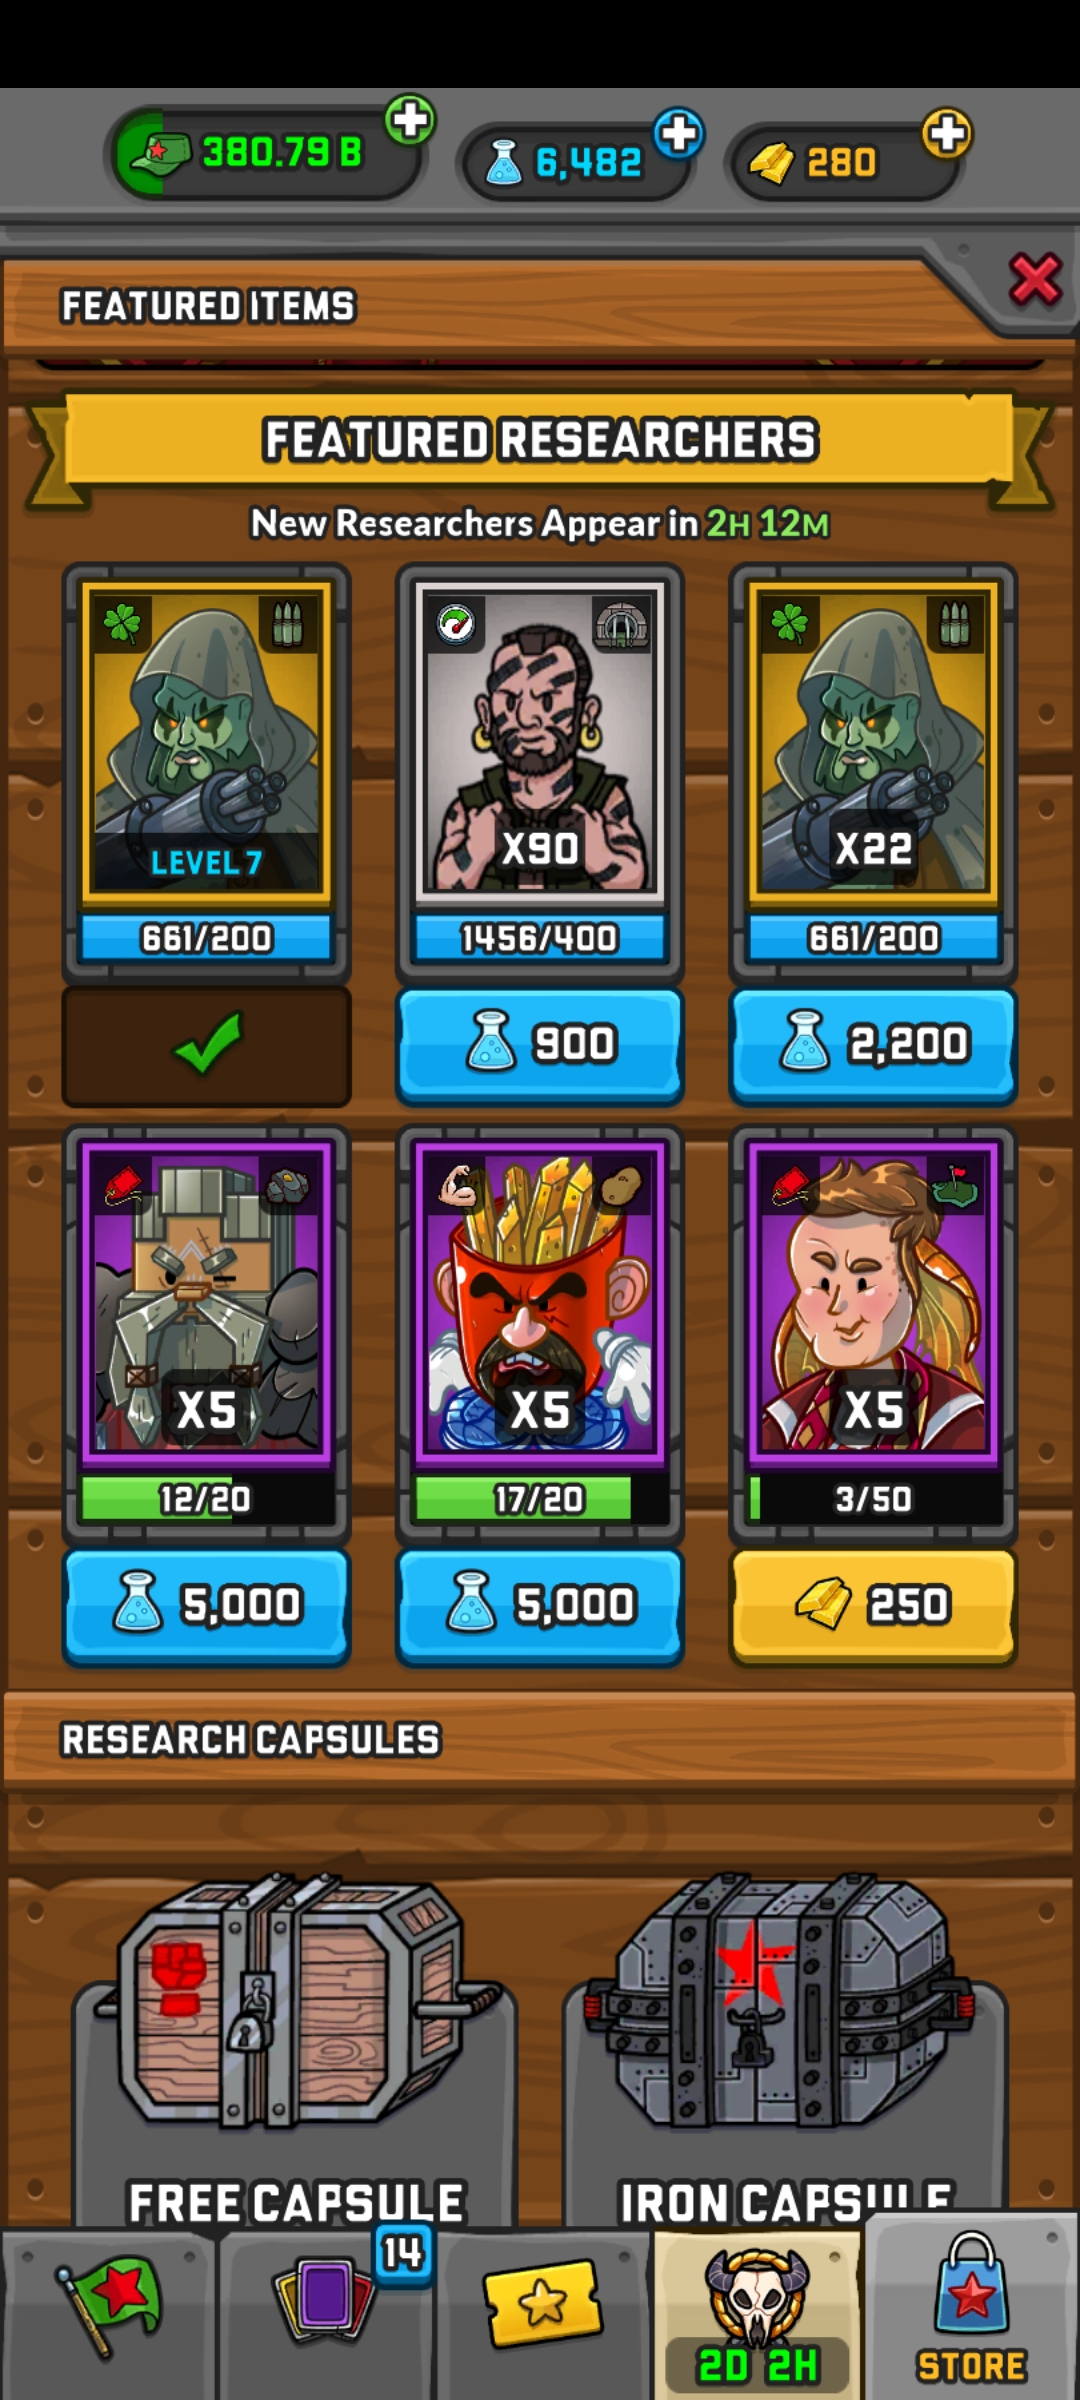 380.79 B
6,482
280
FEATURED ITEMS
FEATURED RESEARCHERS
New Researchers Appear in 2H 12M
LEVEL 7
X90
X22
661/200
1456/400
661/200
900
2,200
X5
X5
X5
12/20
17/20
3/50
5,000
5,000
250
RESEARCH CAPSULES
FREE CAPSULE
IRON CAPSULE
14
2D 2H
STORE